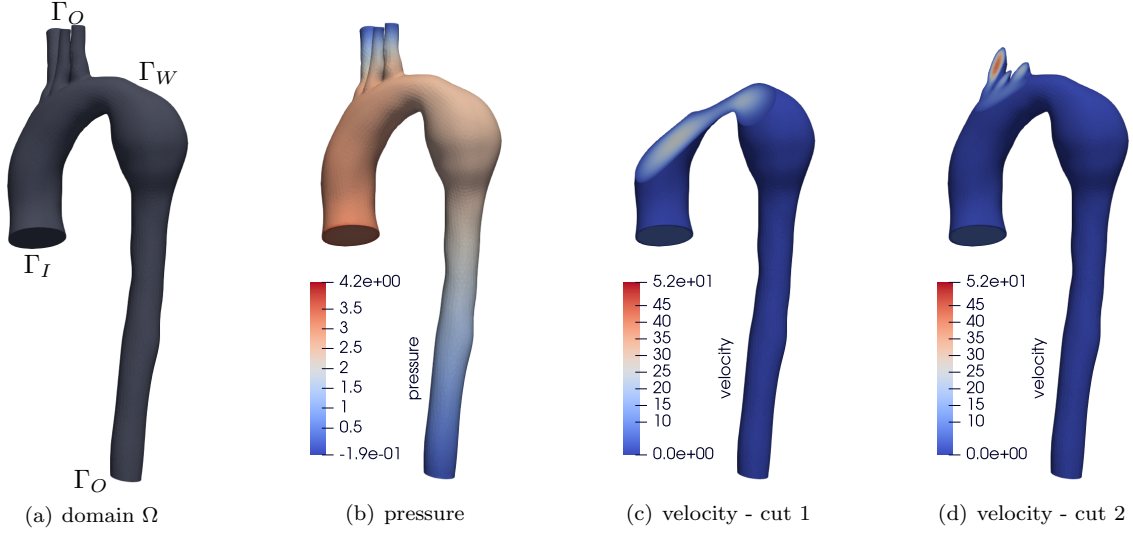 Γ_O
Γ_W
Γ_I
Γ_O
(a) domain Ω
4.2e+00
3.5
3
2.5
2
1.5
1
0.5
-1.9e-01
pressure
(b) pressure
5.2e+01
45
40
35
30
25
20
15
10
0.0e+00
velocity
(c) velocity - cut 1
5.2e+01
45
40
35
30
25
20
15
10
0.0e+00
velocity
(d) velocity - cut 2